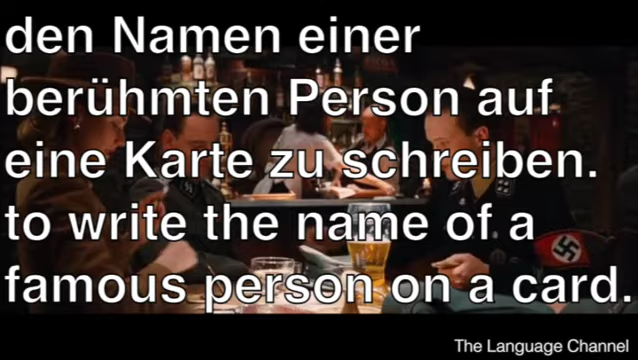 den Namen einer
berühmten Person auf
eine Karte zu schreiben.
to write the name of a
famous person on a card.
The Language Channel